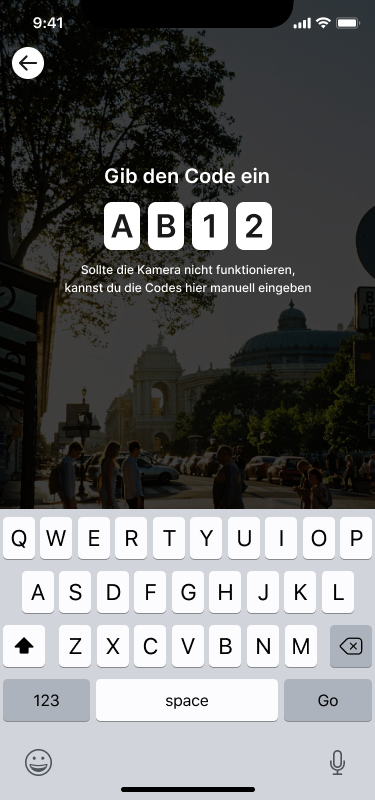 9:41
Gib den Code ein
A B 1 2
Sollte die Kamera nicht funktionieren,
kannst du die Codes hier manuell eingeben
Q W E R T Y U I O P
A S D F G H J K L
Z X C V B N M
123 space Go